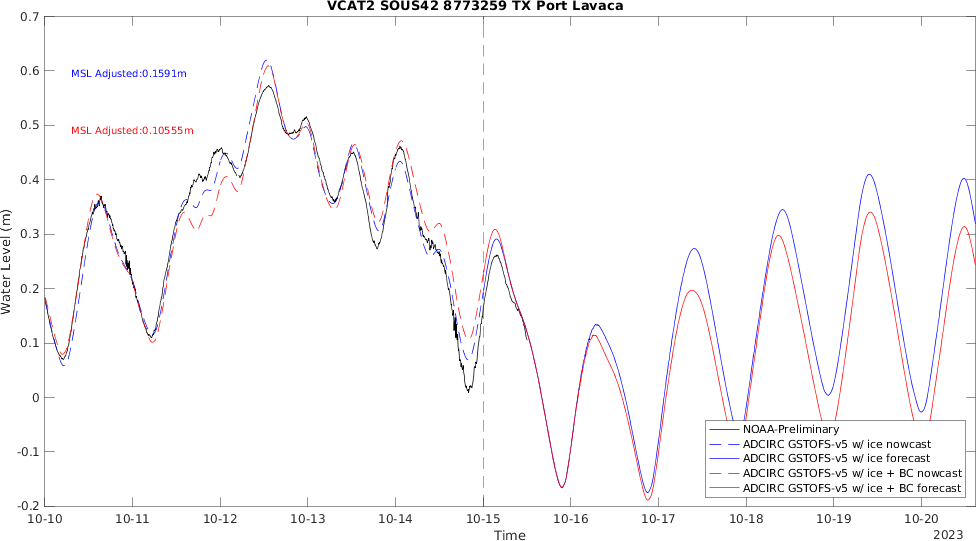 VCAT2 SOUS42 8773259 TX Port Lavaca
0.7
0.6
0.5
0.4
0.3
0.2
0.1
0
-0.1
-0.2
Water Level (m)
MSL Adjusted:0.1591m
MSL Adjusted:0.10555m
NOAA-Preliminary
ADCIRC GSTOFS-v5 w/ ice nowcast
ADCIRC GSTOFS-v5 w/ ice forecast
ADCIRC GSTOFS-v5 w/ ice + BC nowcast
ADCIRC GSTOFS-v5 w/ ice + BC forecast
10-10 10-11 10-12 10-13 10-14 10-15 10-16 10-17 10-18 10-19 10-20
Time
2023